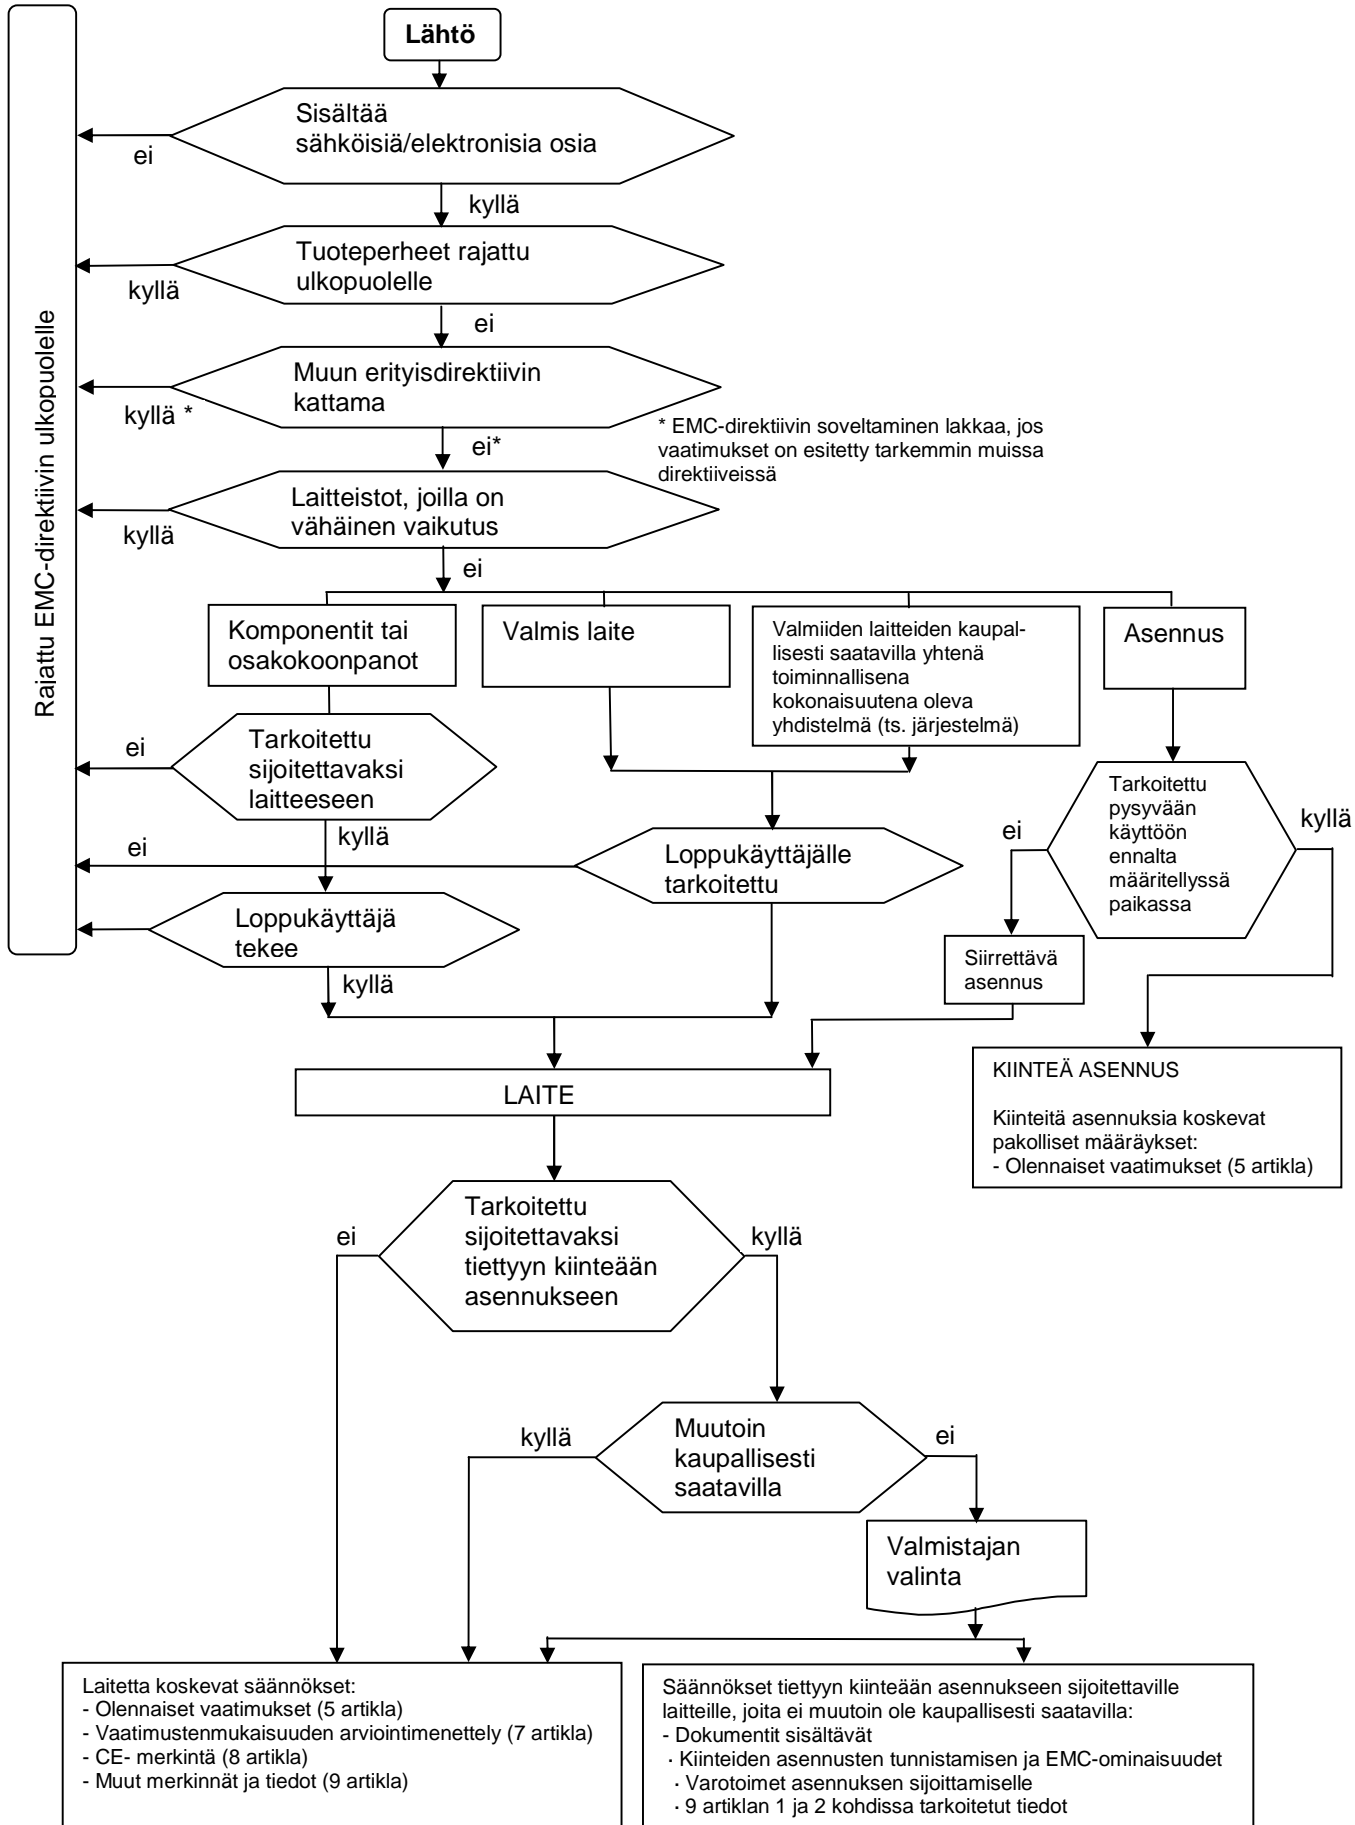 Lähtö
Sisältää
sähköisiä/elektronisia osia
ei
kyllä
Tuoteperheet rajattu
ulkopuolelle
kyllä
ei
Muun erityisdirektiivin
kattama
kyllä *
ei*
* EMC-direktiivin soveltaminen lakkaa, jos
vaatimukset on esitetty tarkemmin muissa
direktiiveissä
Laitteistot, joilla on
vähäinen vaikutus
kyllä
ei
Rajattu EMC-direktiivin ulkopuolelle
Komponentit tai
osakokoonpanot
Valmis laite
Valmiiden laitteiden kaupal-
lisesti saatavilla yhtenä
toiminnallisena
kokonaisuutena oleva
yhdistelmä (ts. järjestelmä)
Asennus
Tarkoitettu
sijoitettavaksi
laitteeseen
ei
kyllä
Tarkoitettu
pysyvään
käyttöön
ennalta
määritellyssä
paikassa
ei
kyllä
Loppukäyttäjälle
tarkoitettu
ei
Loppukäyttäjä
tekee
kyllä
Siirrettävä
asennus
LAITE
KIINTEÄ ASENNUS
Kiinteitä asennuksia koskevat
pakolliset määräykset:
- Olennaiset vaatimukset (5 artikla)
Tarkoitettu
sijoitettavaksi
tiettyyn kiinteään
asennukseen
ei
kyllä
Muutoin
kaupallisesti
saatavilla
kyllä
ei
Valmistajan
valinta
Laitetta koskevat säännökset:
- Olennaiset vaatimukset (5 artikla)
- Vaatimustenmukaisuuden arviointimenettely (7 artikla)
- CE- merkintä (8 artikla)
- Muut merkinnät ja tiedot (9 artikla)
Säännökset tiettyyn kiinteään asennukseen sijoitettaville
laitteille, joita ei muutoin ole kaupallisesti saatavilla:
- Dokumentit sisältävät
· Kiinteiden asennusten tunnistamisen ja EMC-ominaisuudet
· Varotoimet asennuksen sijoittamiselle
· 9 artiklan 1 ja 2 kohdissa tarkoitetut tiedot